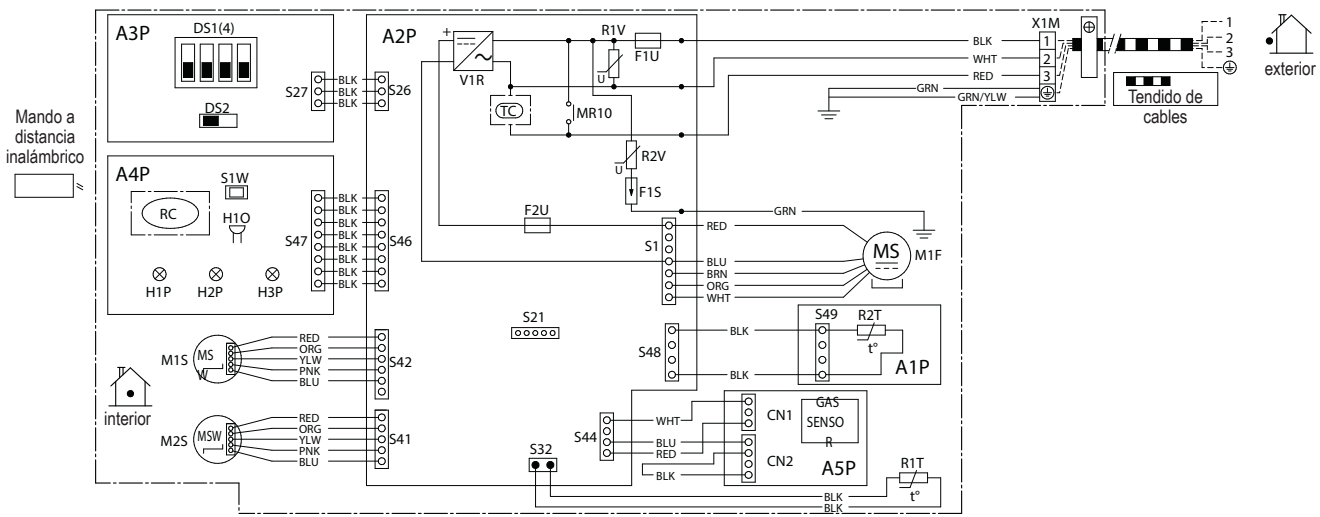 A3P
DS1(4)
DS2
S27
BLK
BLK
BLK
S26
A2P
+
V1R
TC
MR10
R1V
U
F1U
R2V
U
F1S
F2U
BLK
WHT
RED
GRN
GRN/YLW
X1M
1
2
3
1
2
3
exterior
Tendido de
cables
Mando a
distancia
inalámbrico
A4P
RC
S1W
H1O
H1P
H2P
H3P
S47
BLK
BLK
BLK
BLK
BLK
BLK
BLK
BLK
S46
GRN
S1
RED
BLU
BRN
ORG
WHT
MS
M1F
S21
S48
BLK
BLK
S49
R2T
t°
A1P
M1S
MS
W
RED
ORG
YLW
PNK
BLU
S42
interior
M2S
MSW
RED
ORG
YLW
PNK
BLU
S41
S44
WHT
BLU
RED
BLK
CN1
CN2
GAS
SENSO
R
A5P
S32
R1T
t°
BLK
BLK